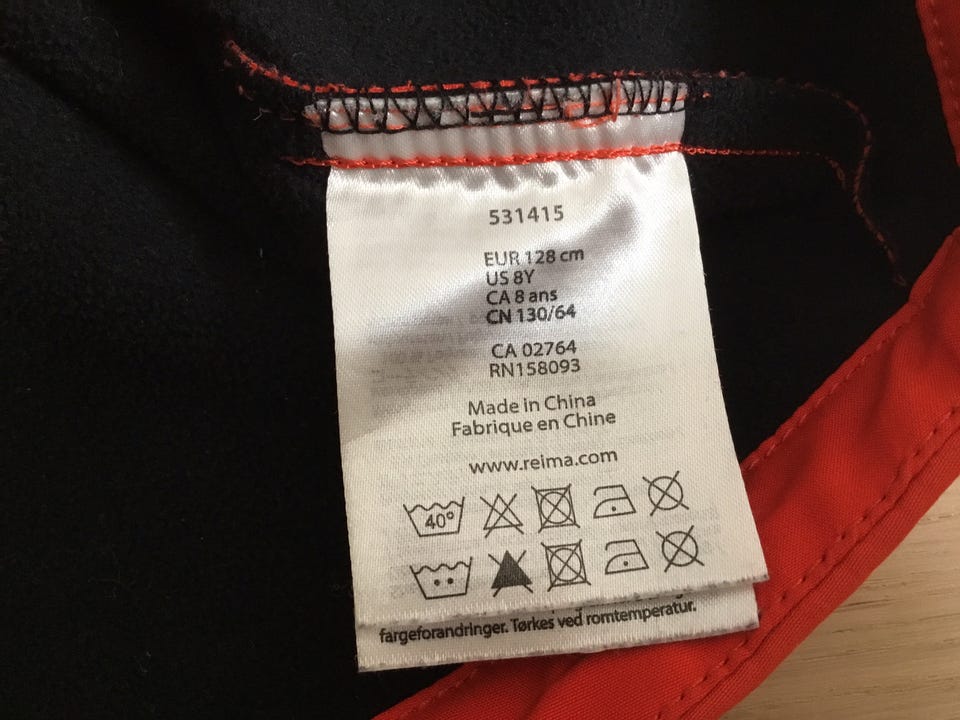 531415
EUR 128 cm
US 8Y
CA 8 ans
CN 130/64
CA 02764
RN158093
Made in China
Fabrique en Chine
www.reima.com
40°
fargeforandringer. Tørkes ved romtemperatur.